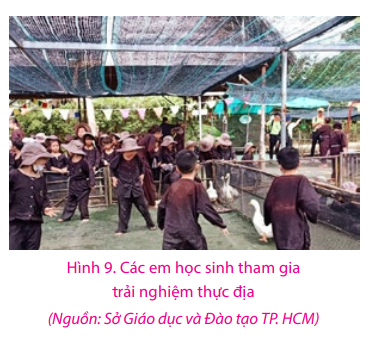 Hình 9. Các em học sinh tham gia
trải nghiệm thực địa
(Nguồn: Sở Giáo dục và Đào tạo TP. HCM)